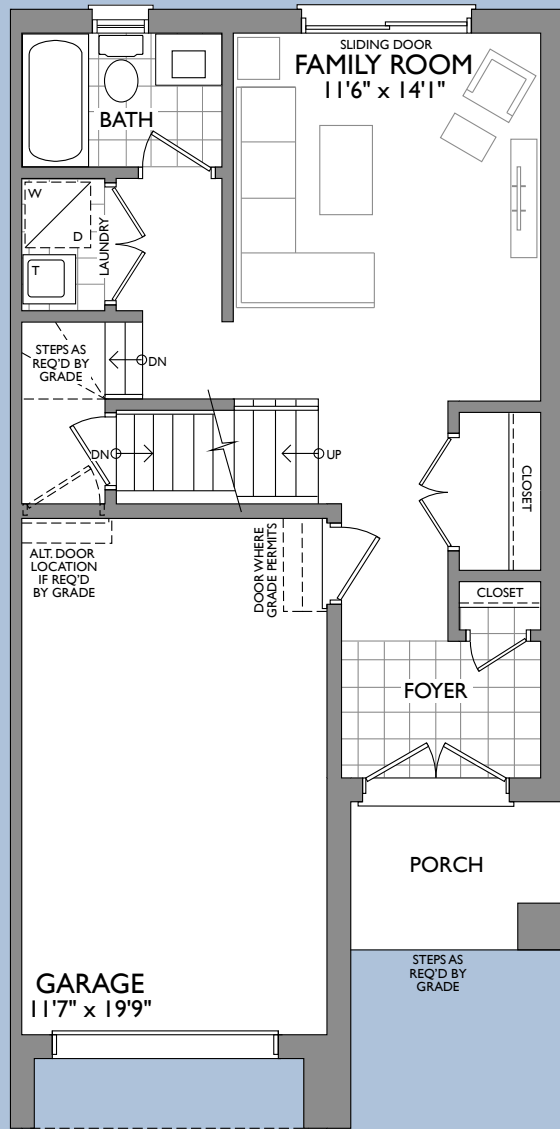 SLIDING DOOR
FAMILY ROOM
11'6" x 14'1"
BATH
W
D
LAUNDRY
T
STEPS AS
REQ'D BY
GRADE
DN
DN
UP
CLOSET
ALT. DOOR
LOCATION
IF REQ'D
BY GRADE
DOOR WHERE
GRADE PERMITS
CLOSET
FOYER
PORCH
STEPS AS
REQ'D BY
GRADE
GARAGE
11'7" x 19'9"